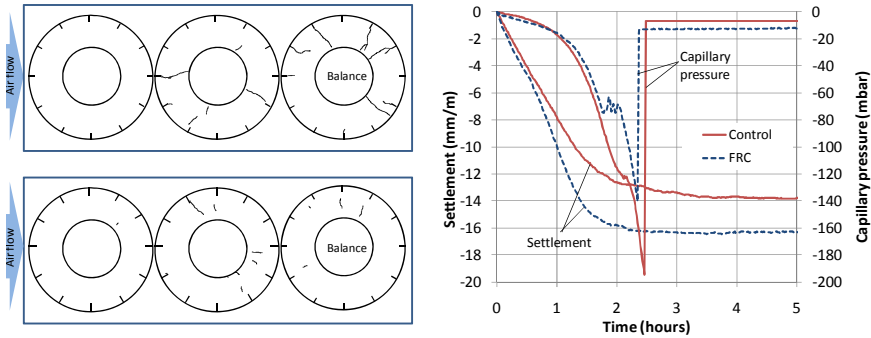 Air flow
Balance
Air flow
Balance
Settlement (mm/m)
0
-2
-4
-6
-8
-10
-12
-14
-16
-18
-20
0
-20
-40
-60
-80
-100
-120
-140
-160
-180
-200
Capillary pressure (mbar)
Capillary
pressure
Control
FRC
Settlement
0 1 2 3 4 5
Time (hours)